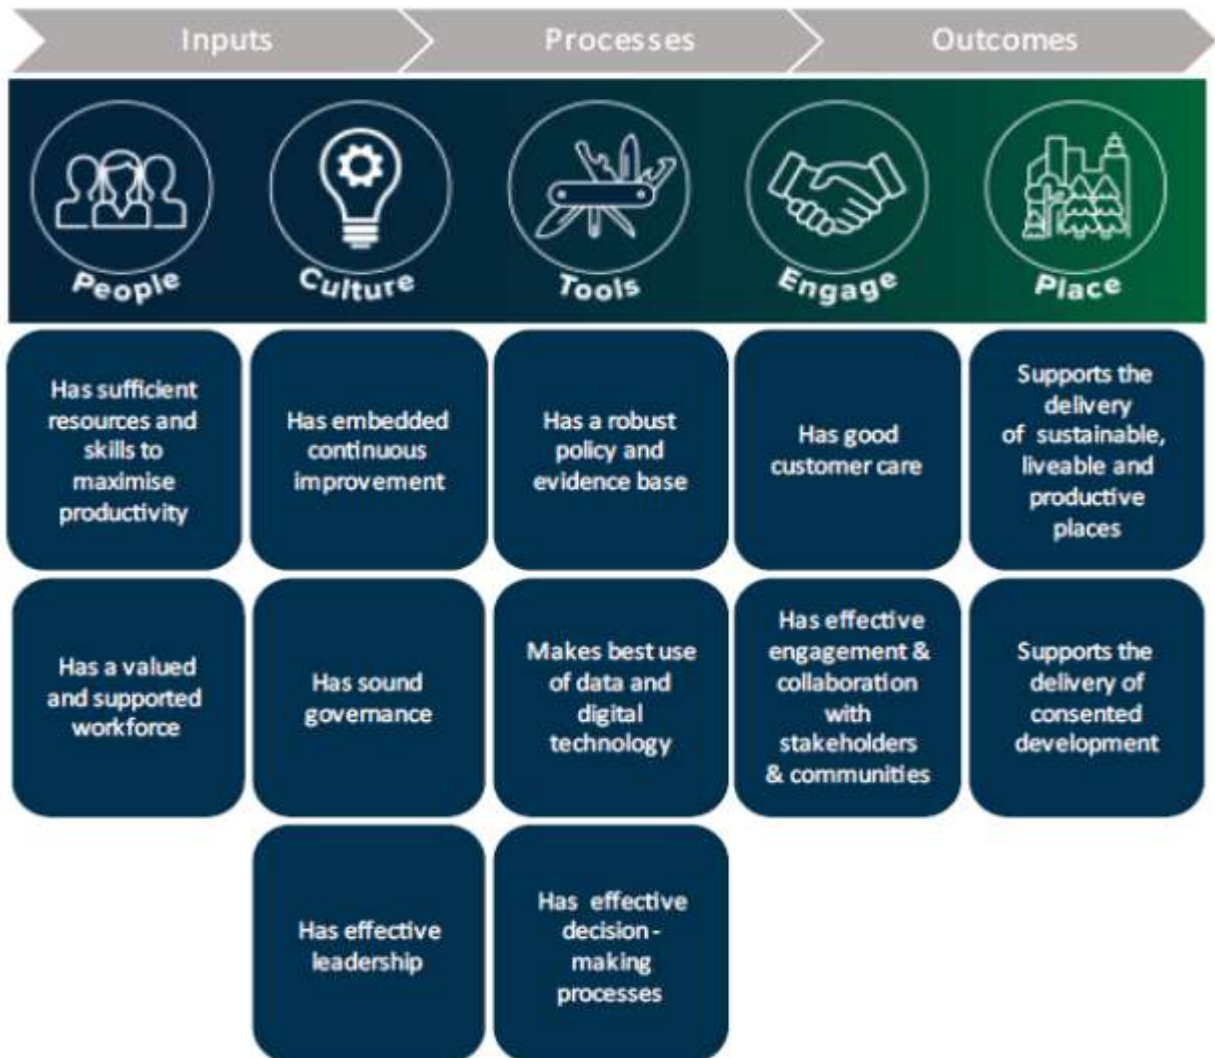 Inputs
Processes
Outcomes
People
Culture
Tools
Engage
Place
Has sufficient
resources and
skills to
maximise
productivity
Has embedded
continuous
improvement
Has a robust
policy and
evidence base
Has good
customer care
Supports the
delivery
of sustainable,
liveable and
productive
places
Has a valued
and supported
workforce
Has sound
governance
Makes best use
of data and
digital
technology
Has effective
engagement &
collaboration
with
stakeholders
& communities
Supports the
delivery of
consented
development
Has effective
leadership
Has effective
decision-
making
processes